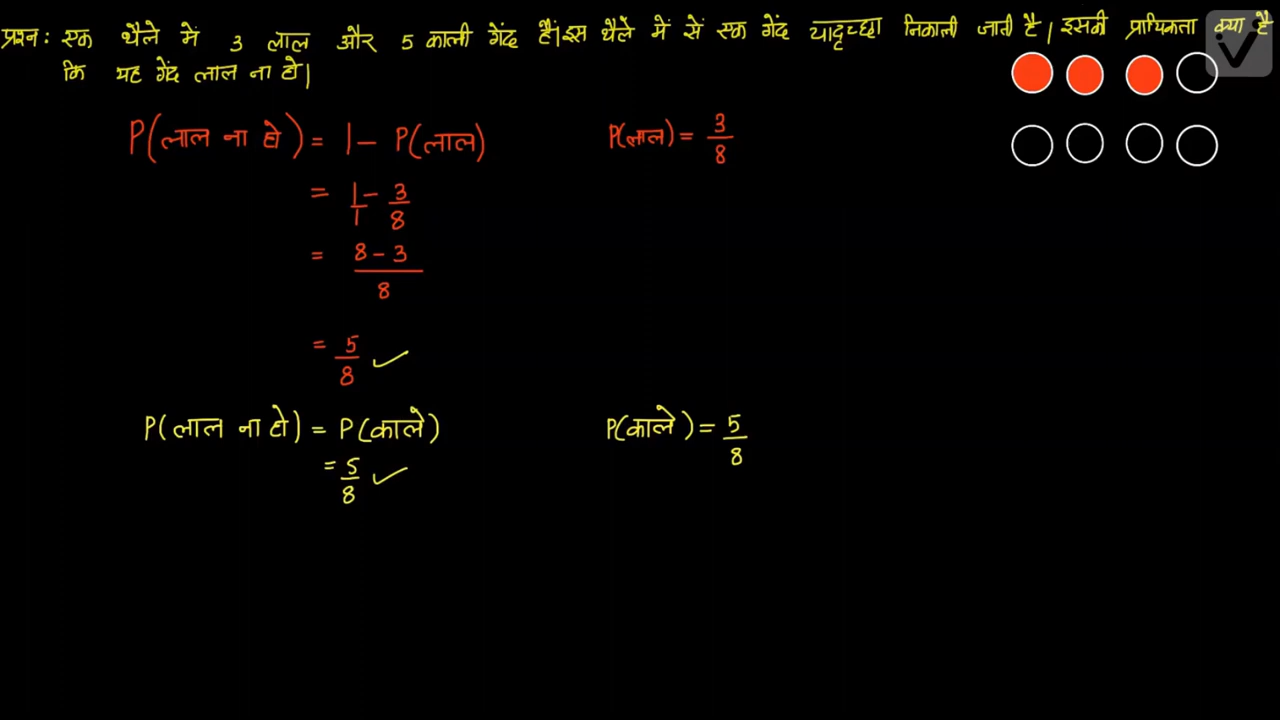 प्रश्न: एक थैले में 3 लाल और 5 काली गेंद हैं। इस थैले में सें एक गेंद यादृच्छा निकाली जाती है। इसकी प्रायिकता क्या है
कि यह गेंद लाल ना हो।
P(लाल ना हो) = 1 - P(लाल)
P(लाल) = 3/8
= 1/1 - 3/8
= (8 - 3)/8
= 5/8 ✓
P(लाल ना हो) = P(काले)
P(काले) = 5/8
= 5/8 ✓